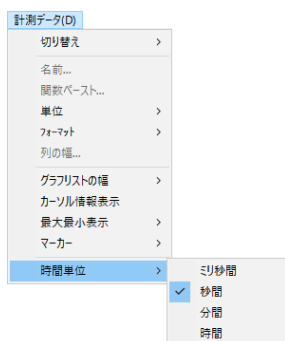 計測データ(D)
切り替え
名前...
関数ペースト...
単位
フォーマット
列の幅...
グラフリストの幅
カーソル情報表示
最大最小表示
マーカー
時間単位
ミリ秒間
秒間
分間
時間